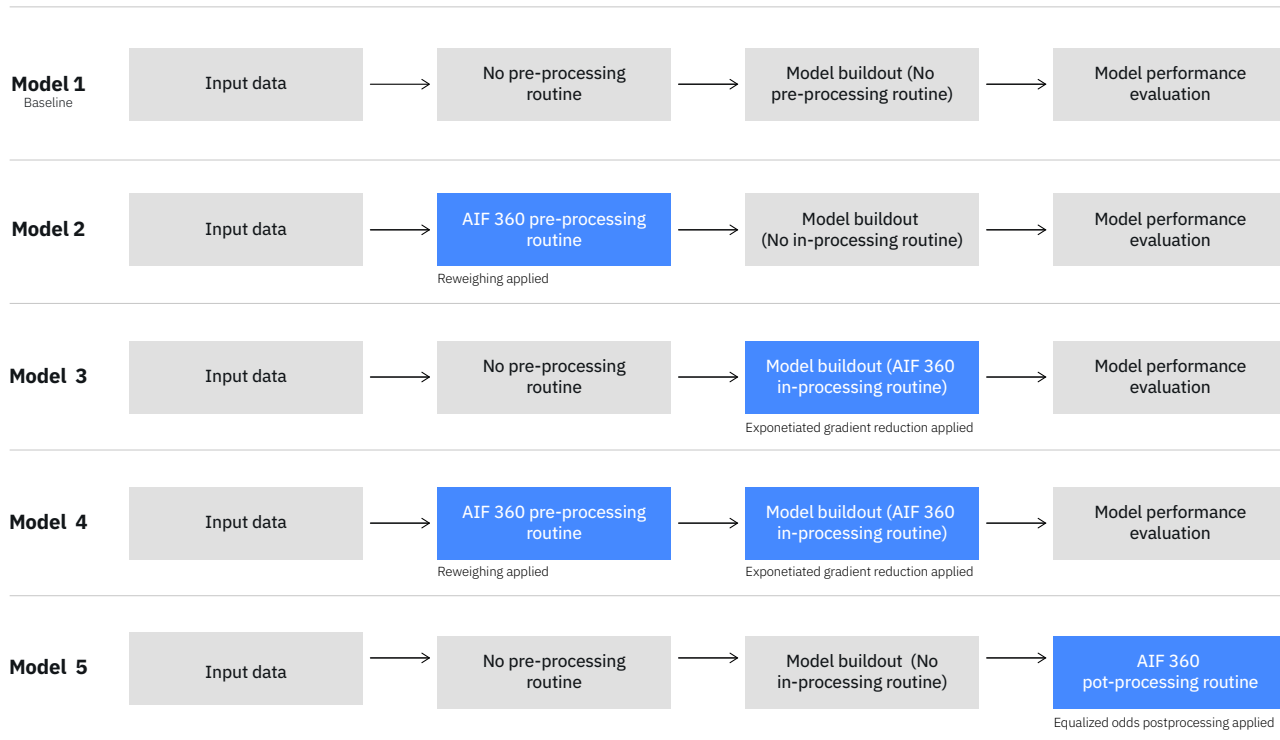 Model 1
Baseline
Input data
No pre-processing
routine
Model buildout (No
pre-processing routine)
Model performance
evaluation
Model 2
Input data
AIF 360 pre-processing
routine
Reweighing applied
Model buildout
(No in-processing routine)
Model performance
evaluation
Model 3
Input data
No pre-processing
routine
Model buildout (AIF 360
in-processing routine)
Exponetiated gradient reduction applied
Model performance
evaluation
Model 4
Input data
AIF 360 pre-processing
routine
Reweighing applied
Model buildout (AIF 360
in-processing routine)
Exponetiated gradient reduction applied
Model performance
evaluation
Model 5
Input data
No pre-processing
routine
Model buildout (No
in-processing routine)
AIF 360
pot-processing routine
Equalized odds postprocessing applied